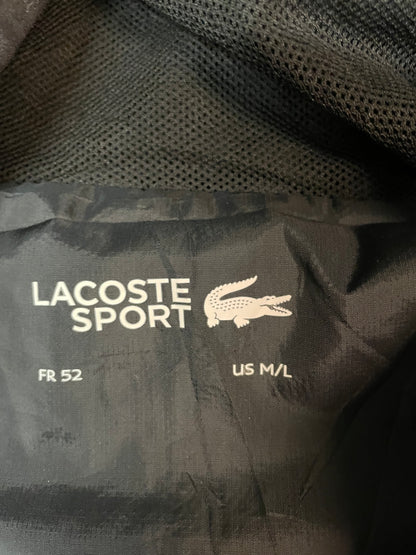 LACOSTE
SPORT
FR 52 US M/L